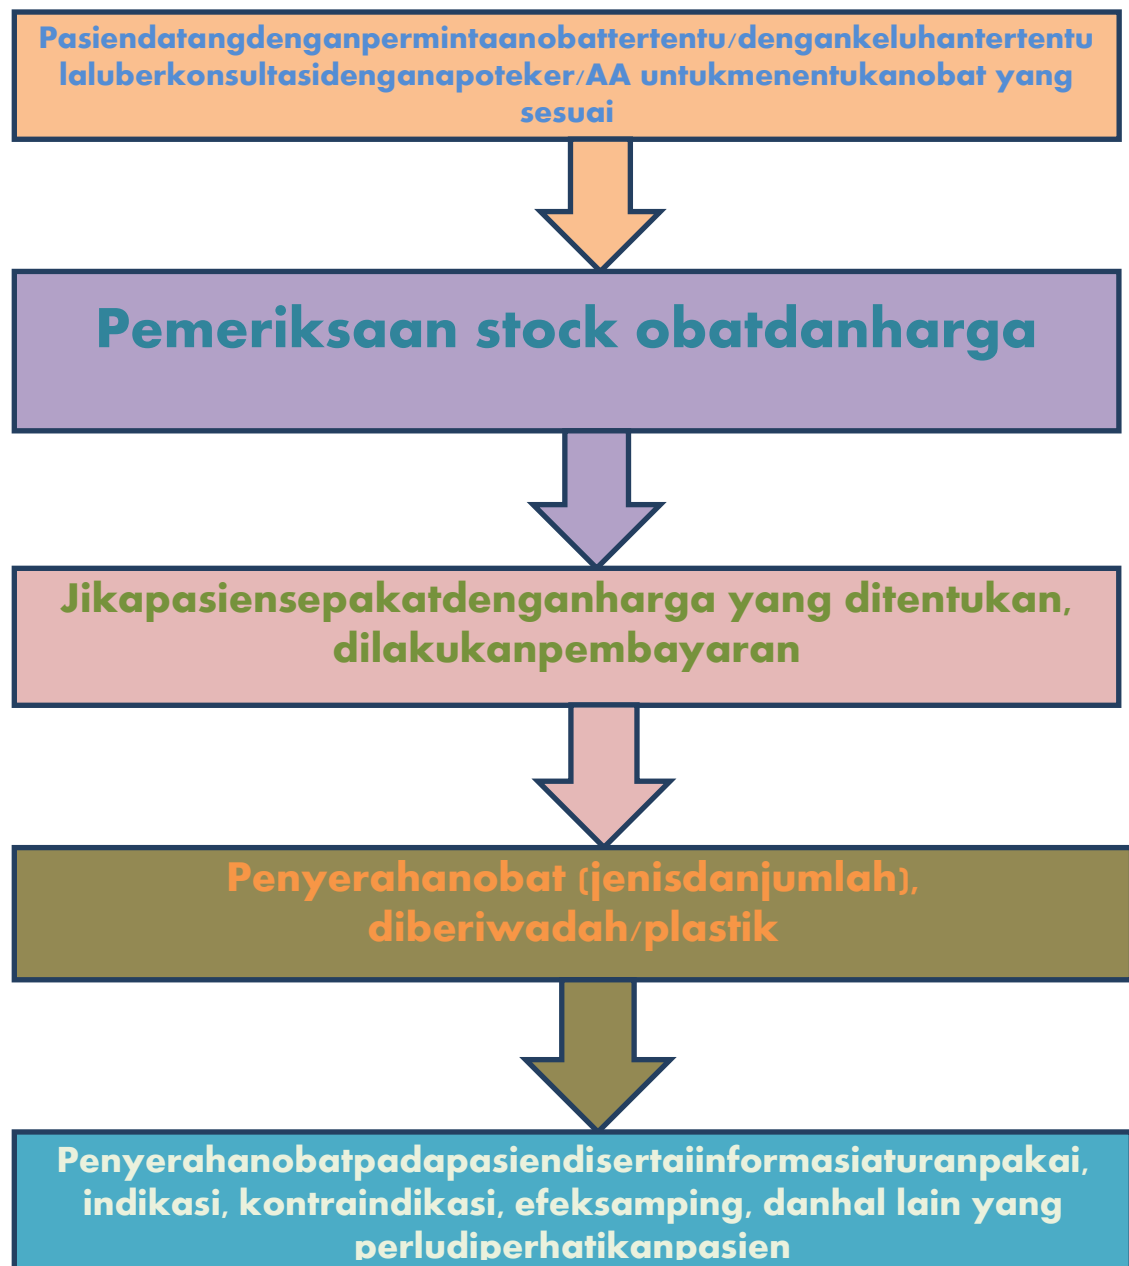 Pasiendatangdenganpermintaanobattertentu/dengankeluhantertentu
laluberkonsultasidenganapoteker/AA untukmenentukanobat yang
sesuai
Pemeriksaan stock obatdanharga
Jikapasiensepakatdenganharga yang ditentukan,
dilakukanpembayaran
Penyerahanobat (jenisdanjumlah),
diberiwadah/plastik
Penyerahanobatpadapasiendisertaiinformasiaturanpakai,
indikasi, kontraindikasi, efeksamping, danhal lain yang
perludiperhatikanpasien